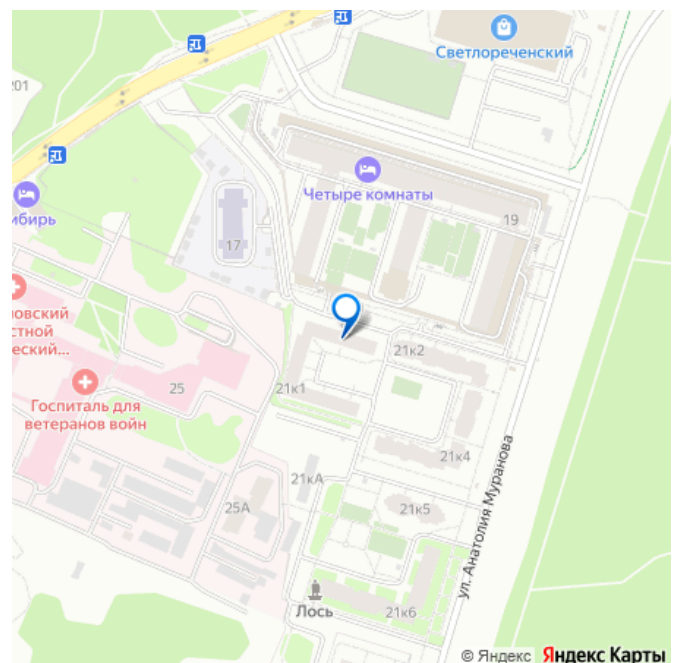 Светлореченский
201
Четыре комнаты
ибирь
17
19
новский
стной
еский...
21к2
25
21к1
Госпиталь для
ветеранов войн
21к4
21кА
25А
21к5
ул. Анатолия Муранова
Лось
21к6
© Яндекс Яндекс Карты